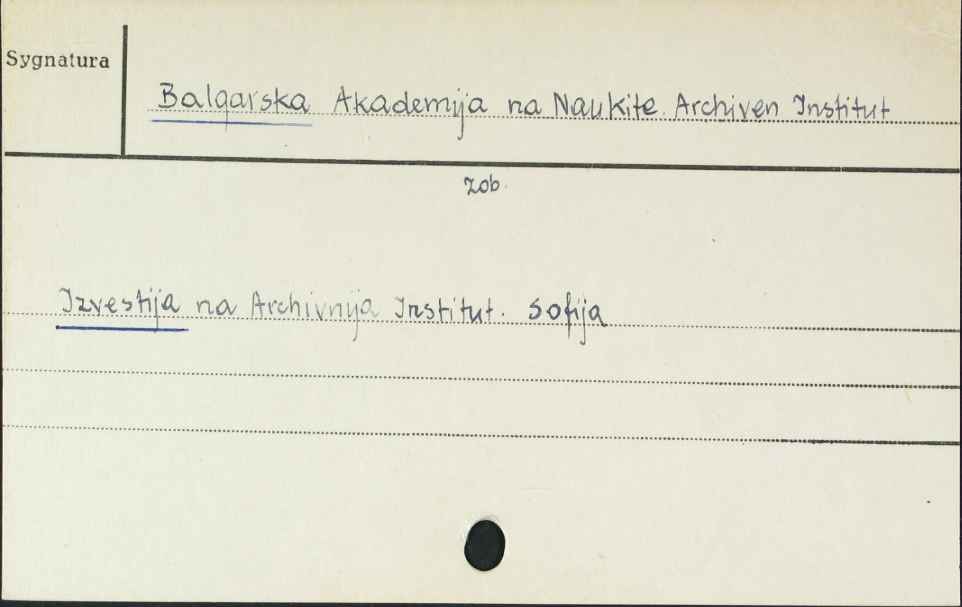 Sygnatura
Balgarska Akademija na Naukite. Archiven Institut
zob.
Izvestija na Archivnija Institut. Sofija